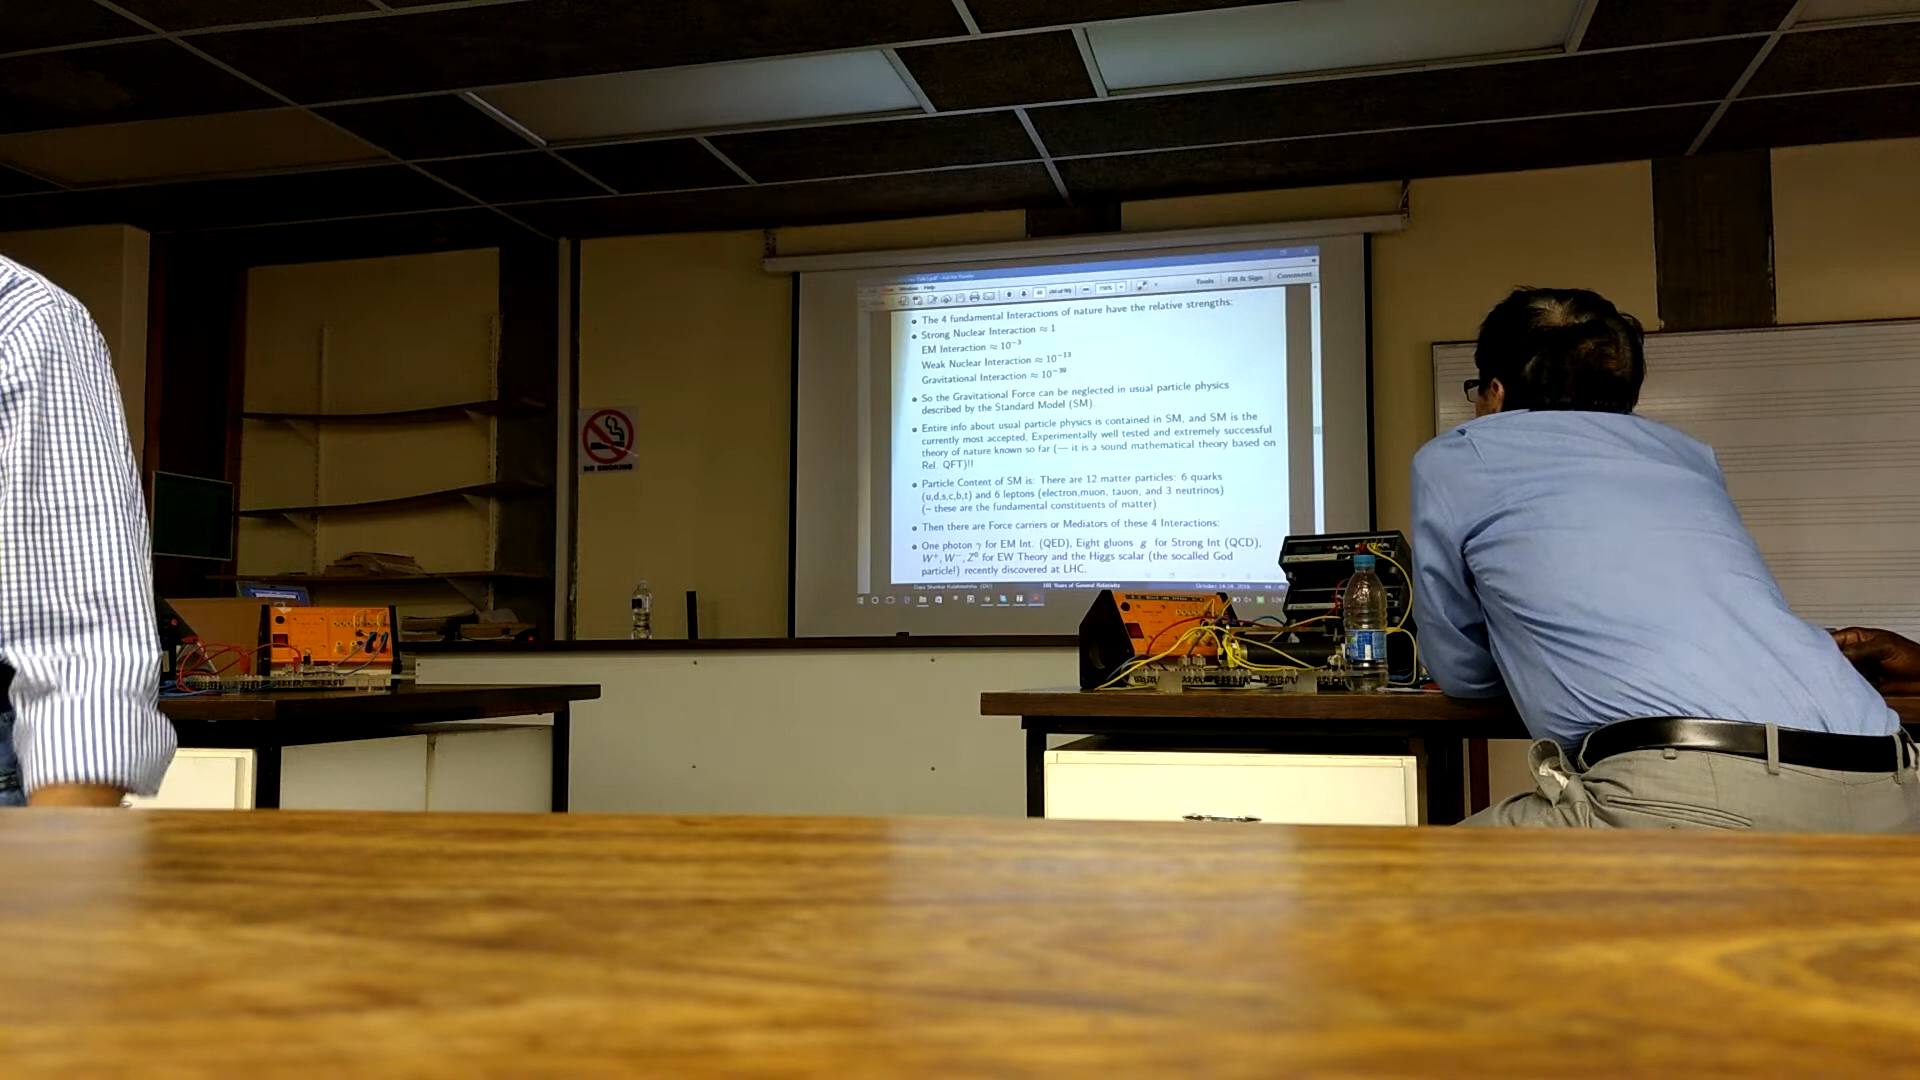 Window Help
Tools Fill & Sign Comment
• The 4 fundamental Interactions of nature have the relative strengths:
• Strong Nuclear Interaction ≈ 1
EM Interaction ≈ 10⁻³
Weak Nuclear Interaction ≈ 10⁻¹³
Gravitational Interaction ≈ 10⁻³⁹
• So the Gravitational Force can be neglected in usual particle physics
described by the Standard Model (SM).
• Entire info about usual particle physics is contained in SM, and SM is the
currently most accepted, Experimentally well tested and extremely successful
theory of nature known so far (— it is a sound mathematical theory based on
Rel. QFT)!!
• Particle Content of SM is: There are 12 matter particles: 6 quarks
(u,d,s,c,b,t) and 6 leptons (electron,muon, tauon, and 3 neutrinos)
(– these are the fundamental constituents of matter)
• Then there are Force carriers or Mediators of these 4 Interactions:
• One photon γ for EM Int. (QED), Eight gluons g for Strong Int (QCD),
W⁺, W⁻, Z⁰ for EW Theory and the Higgs scalar (the socalled God
particle!) recently discovered at LHC.
Years of General Relativity
NO SMOKING